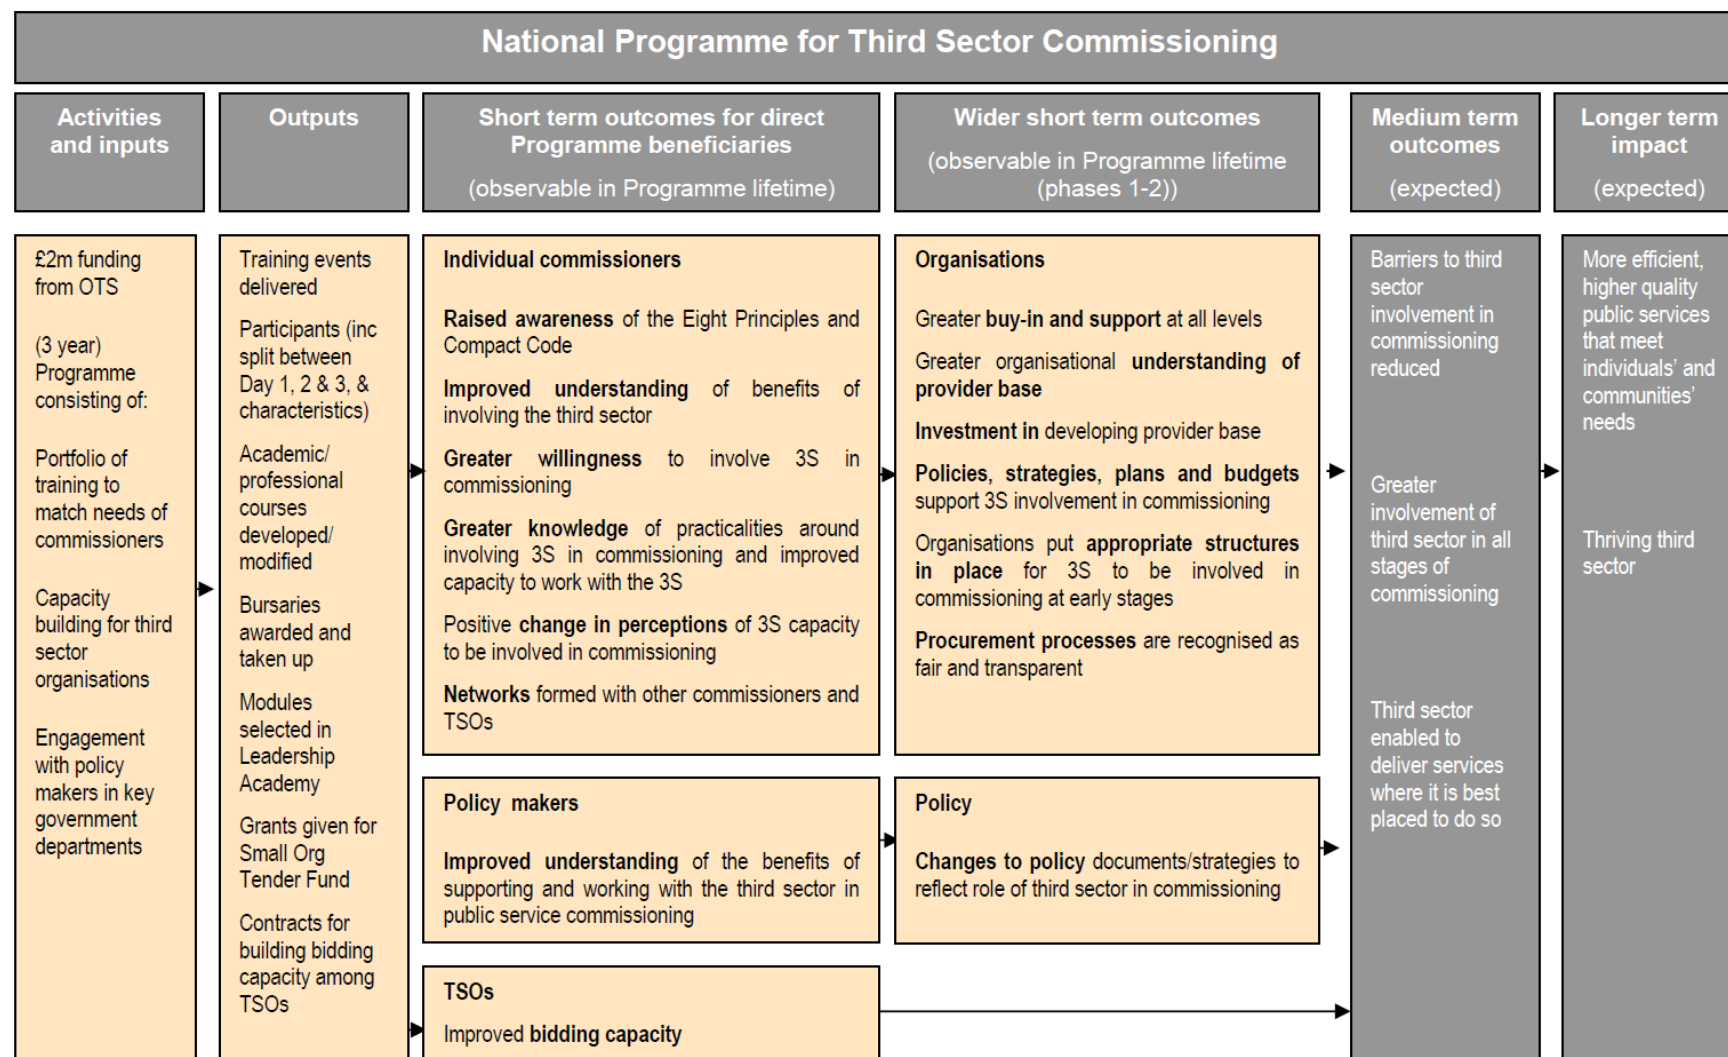 National Programme for Third Sector Commissioning
Activities
and inputs
Outputs
Short term outcomes for direct
Programme beneficiaries
(observable in Programme lifetime)
Wider short term outcomes
(observable in Programme lifetime
(phases 1-2))
Medium term
outcomes
(expected)
Longer term
impact
(expected)
£2m funding
from OTS
(3 year)
Programme
consisting of:
Portfolio of
training to
match needs of
commissioners
Capacity
building for third
sector
organisations
Engagement
with policy
makers in key
government
departments
Training events
delivered
Participants (inc
split between
Day 1, 2 & 3, &
characteristics)
Academic/
professional
courses
developed/
modified
Bursaries
awarded and
taken up
Modules
selected in
Leadership
Academy
Grants given for
Small Org
Tender Fund
Contracts for
building bidding
capacity among
TSOs
Individual commissioners
Raised awareness of the Eight Principles and
Compact Code
Improved understanding of benefits of
involving the third sector
Greater willingness to involve 3S in
commissioning
Greater knowledge of practicalities around
involving 3S in commissioning and improved
capacity to work with the 3S
Positive change in perceptions of 3S capacity
to be involved in commissioning
Networks formed with other commissioners and
TSOs
Policy makers
Improved understanding of the benefits of
supporting and working with the third sector in
public service commissioning
TSOs
Improved bidding capacity
Organisations
Greater buy-in and support at all levels
Greater organisational understanding of
provider base
Investment in developing provider base
Policies, strategies, plans and budgets
support 3S involvement in commissioning
Organisations put appropriate structures
in place for 3S to be involved in
commissioning at early stages
Procurement processes are recognised as
fair and transparent
Policy
Changes to policy documents/strategies to
reflect role of third sector in commissioning
Barriers to third
sector
involvement in
commissioning
reduced
Greater
involvement of
third sector in all
stages of
commissioning
Third sector
enabled to
deliver services
where it is best
placed to do so
More efficient,
higher quality
public services
that meet
individuals’ and
communities’
needs
Thriving third
sector